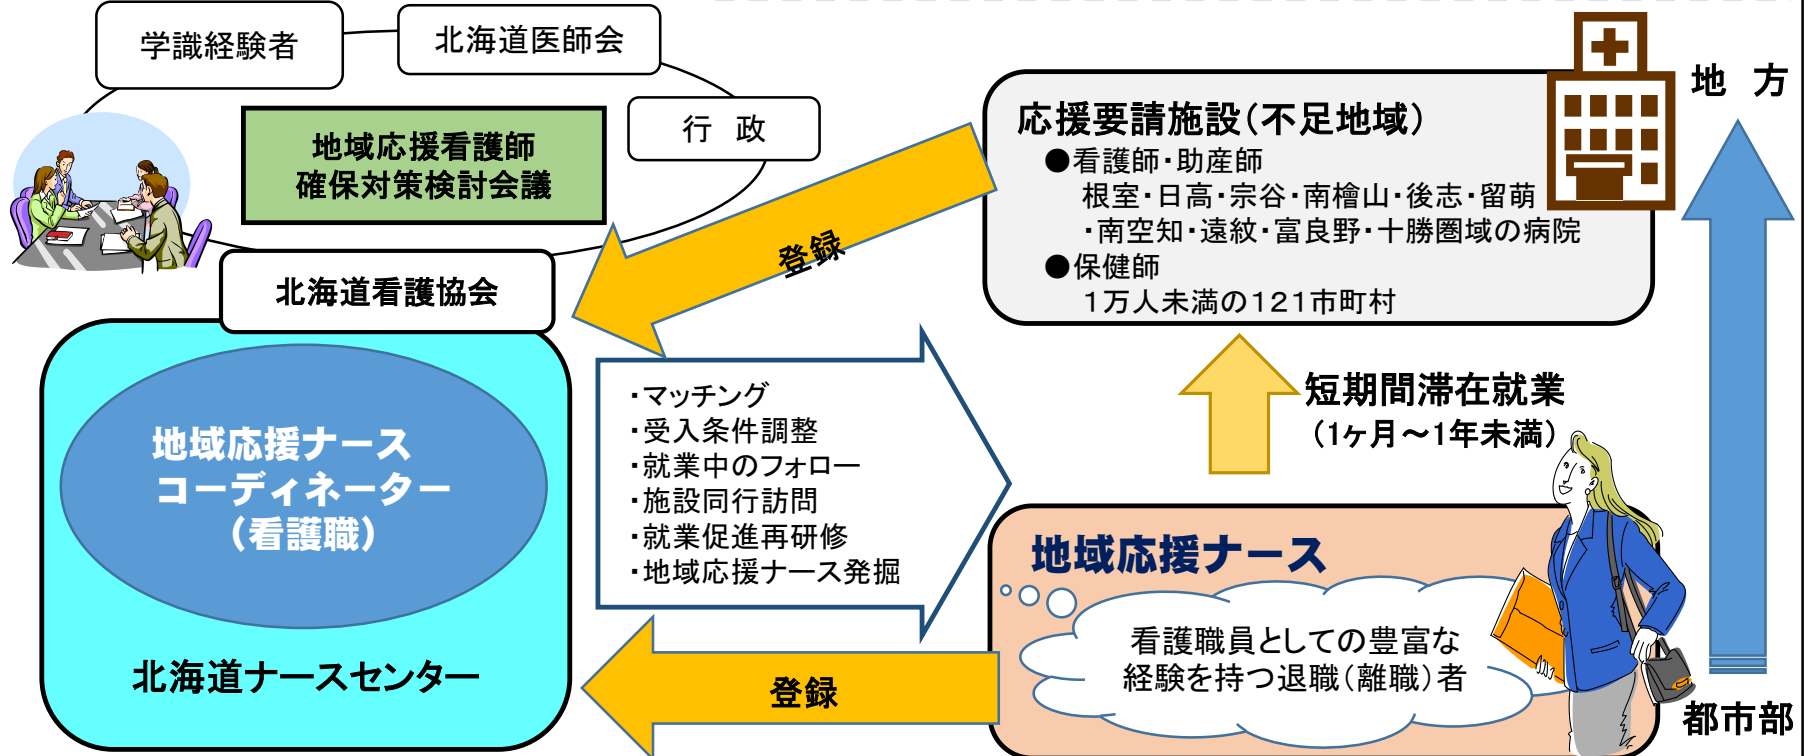 学識経験者
北海道医師会
行 政
地域応援看護師
確保対策検討会議
北海道看護協会
地域応援ナース
コーディネーター
(看護職)
北海道ナースセンター
登録
・マッチング
・受入条件調整
・就業中のフォロー
・施設同行訪問
・就業促進再研修
・地域応援ナース発掘
登録
応援要請施設(不足地域)
●看護師・助産師
根室・日高・宗谷・南檜山・後志・留萌
・南空知・遠紋・富良野・十勝圏域の病院
●保健師
1万人未満の121市町村
短期間滞在就業
(1ヶ月～1年未満)
地域応援ナース
看護職員としての豊富な
経験を持つ退職(離職)者
地 方
都市部